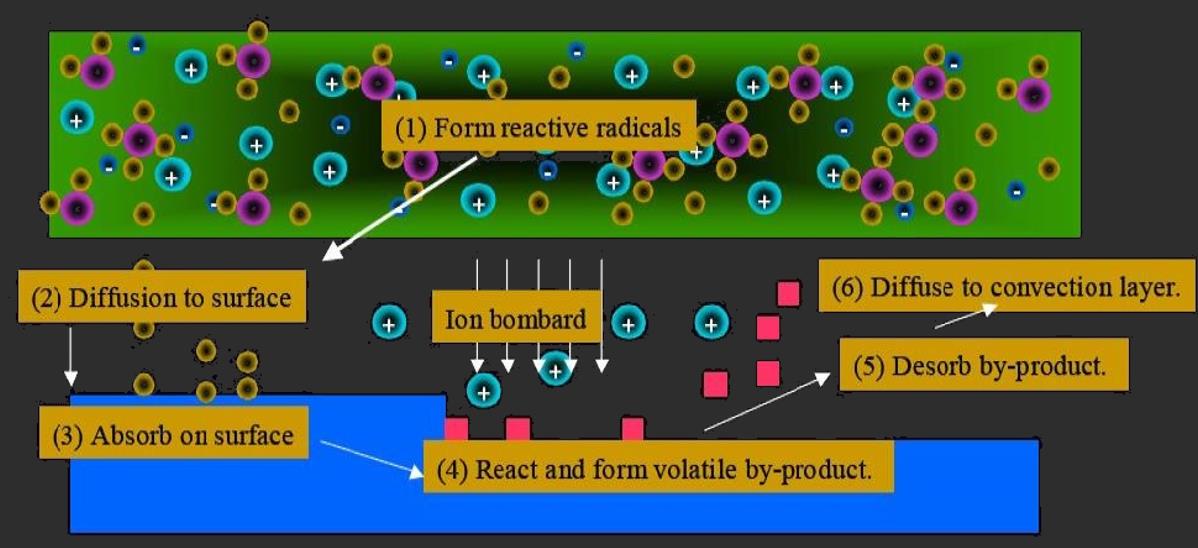 (1) Form reactive radicals
(2) Diffusion to surface
Ion bombard
(6) Diffuse to convection layer.
(5) Desorb by-product.
(3) Absorb on surface
(4) React and form volatile by-product.